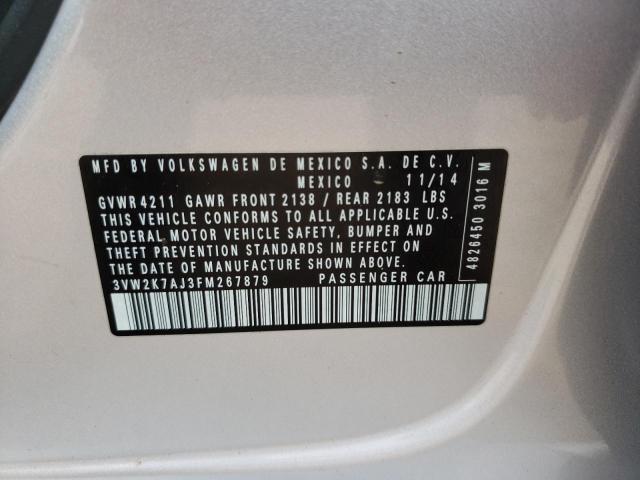 MFD BY VOLKSWAGEN DE MEXICO S.A. DE C.V.
MEXICO 11/14
GVWR 4211 GAWR FRONT 2138 / REAR 2183 LBS
THIS VEHICLE CONFORMS TO ALL APPLICABLE U.S.
FEDERAL MOTOR VEHICLE SAFETY, BUMPER AND
THEFT PREVENTION STANDARDS IN EFFECT ON
THE DATE OF MANUFACTURE SHOWN ABOVE.
3VW2K7AJ3FM267879 PASSENGER CAR
4826450 3016 M